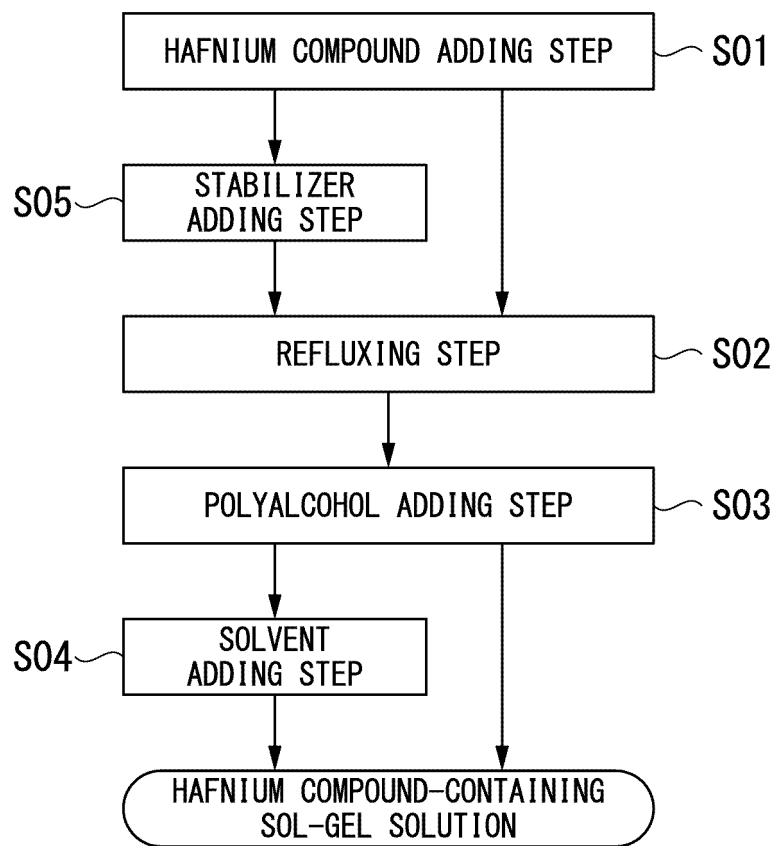 HAFNIUM COMPOUND ADDING STEP
S01
STABILIZER
ADDING STEP
S05
REFLUXING STEP
S02
POLYALCOHOL ADDING STEP
S03
SOLVENT
ADDING STEP
S04
HAFNIUM COMPOUND-CONTAINING
SOL-GEL SOLUTION